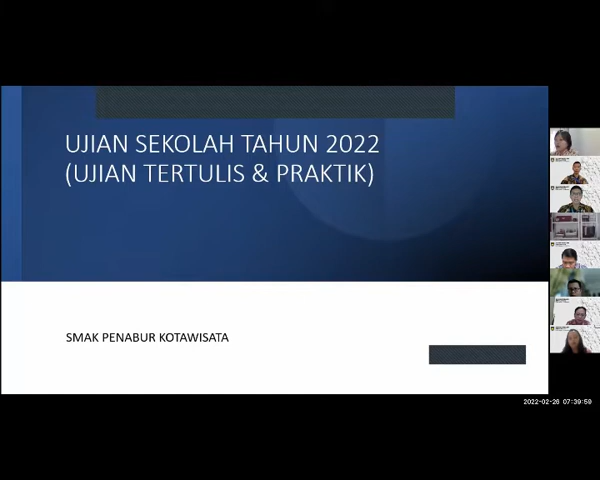 UJIAN SEKOLAH TAHUN 2022
(UJIAN TERTULIS & PRAKTIK)
SMAK PENABUR KOTAWISATA
2022-02-26 07:39:59